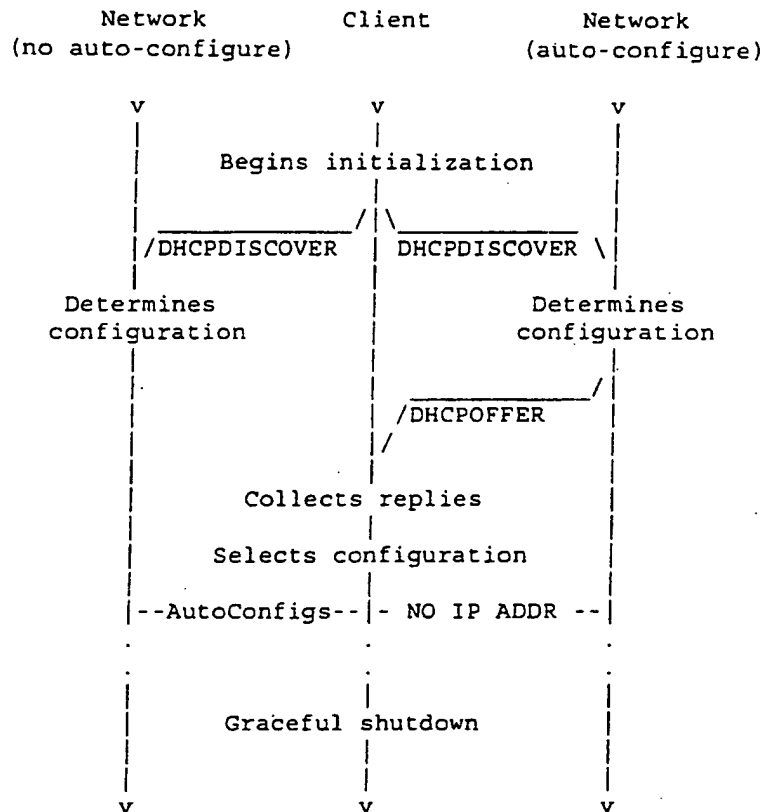 Network Client Network
(no auto-configure) (auto-configure)
v v v
Begins initialization
/DHCPDISCOVER DHCPDISCOVER \
Determines Determines
configuration configuration
/DHCPOFFER
Collects replies
Selects configuration
--AutoConfigs-- - NO IP ADDR --
Graceful shutdown
v v v